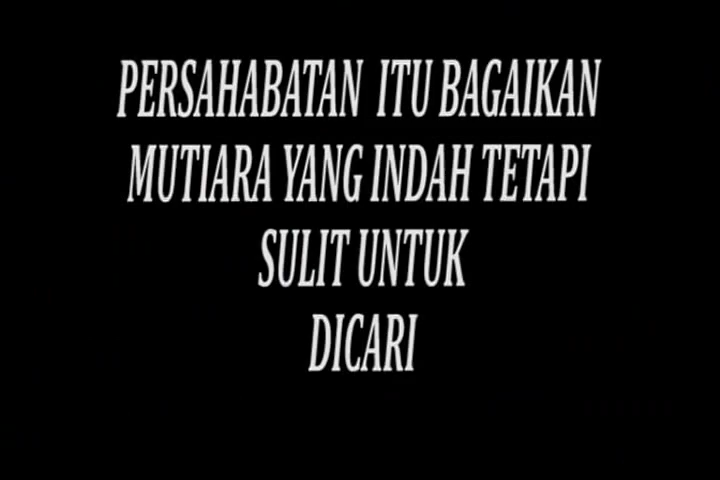 PERSAHABATAN ITU BAGAIKAN
MUTIARA YANG INDAH TETAPI
SULIT UNTUK
DICARI